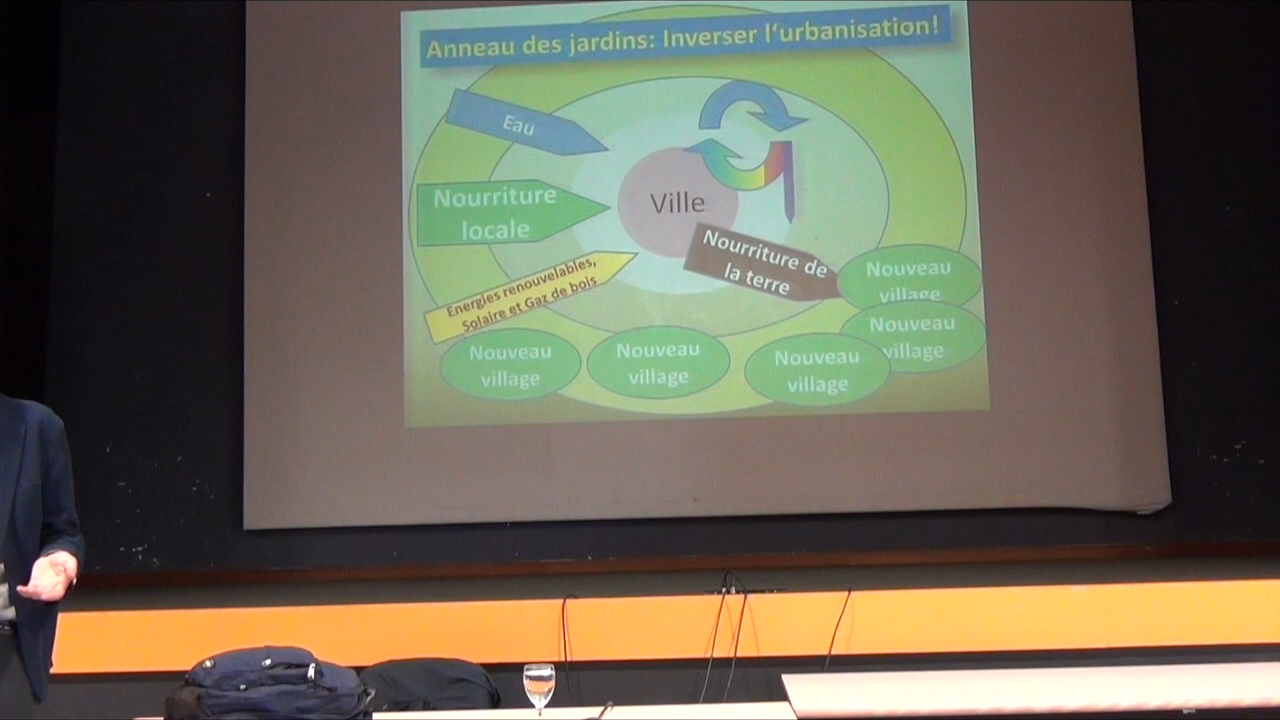 Anneau des jardins: Inverser l'urbanisation!
Eau
Nourriture
locale
Ville
Nourriture de
la terre
Énergies renouvelables,
Solaire et Gaz de bois
Nouveau
village
Nouveau
village
Nouveau
village
Nouveau
village
Nouveau
village